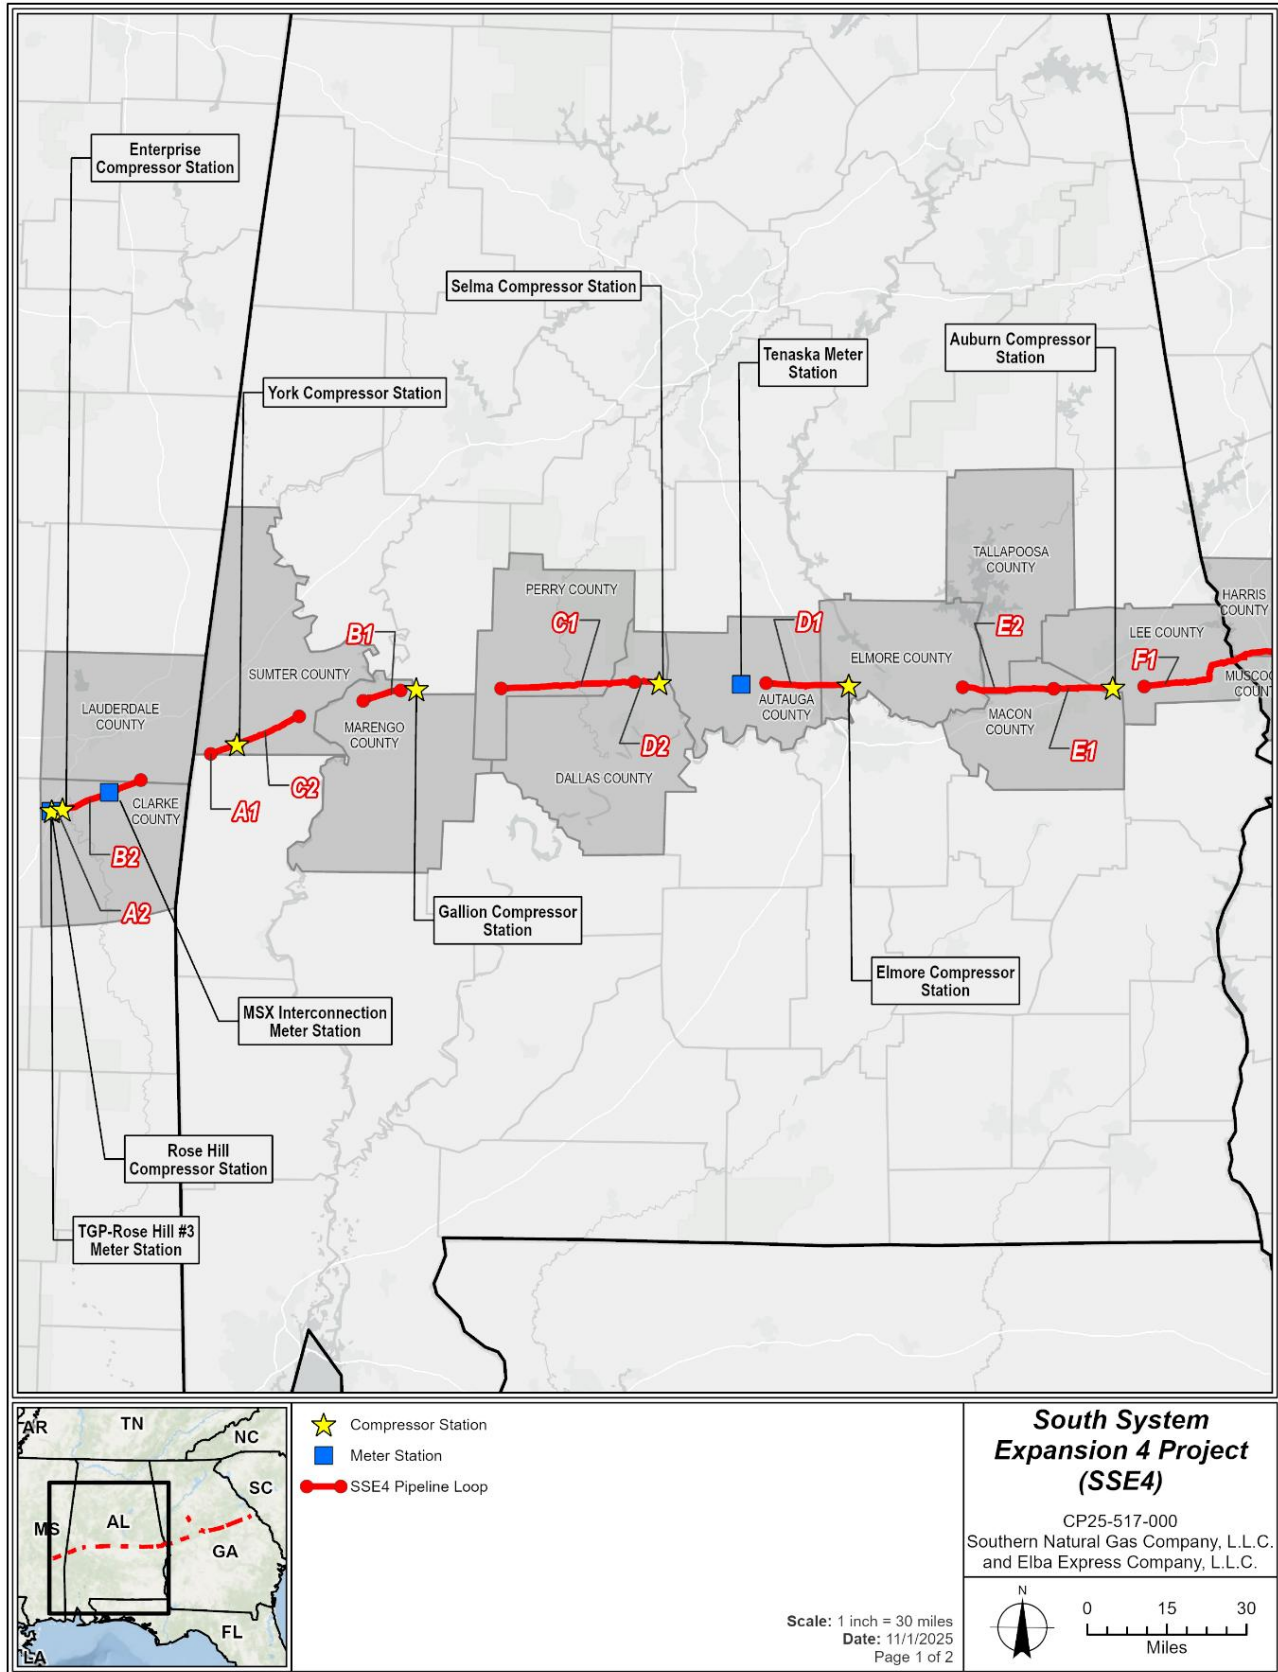 Enterprise
Compressor Station
Selma Compressor Station
Auburn Compressor
Station
Tenaska Meter
Station
York Compressor Station
TALLAPOOSA
COUNTY
PERRY COUNTY
HARRIS
COUNTY
C1
D1
E2
B1
LEE COUNTY
ELMORE COUNTY
F1
SUMTER COUNTY
MUSCOG
COUNT
LAUDERDALE
COUNTY
AUTAUGA
COUNTY
MACON
COUNTY
MARENGO
COUNTY
D2
E1
DALLAS COUNTY
C2
CLARKE
COUNTY
A1
B2
A2
Gallion Compressor
Station
Elmore Compressor
Station
MSX Interconnection
Meter Station
Rose Hill
Compressor Station
TGP-Rose Hill #3
Meter Station
AR
TN
NC
SC
MS
AL
GA
FL
LA
Compressor Station
Meter Station
SSE4 Pipeline Loop
Scale: 1 inch = 30 miles
Date: 11/1/2025
Page 1 of 2
South System
Expansion 4 Project
(SSE4)
CP25-517-000
Southern Natural Gas Company, L.L.C.
and Elba Express Company, L.L.C.
N
0 15 30
Miles